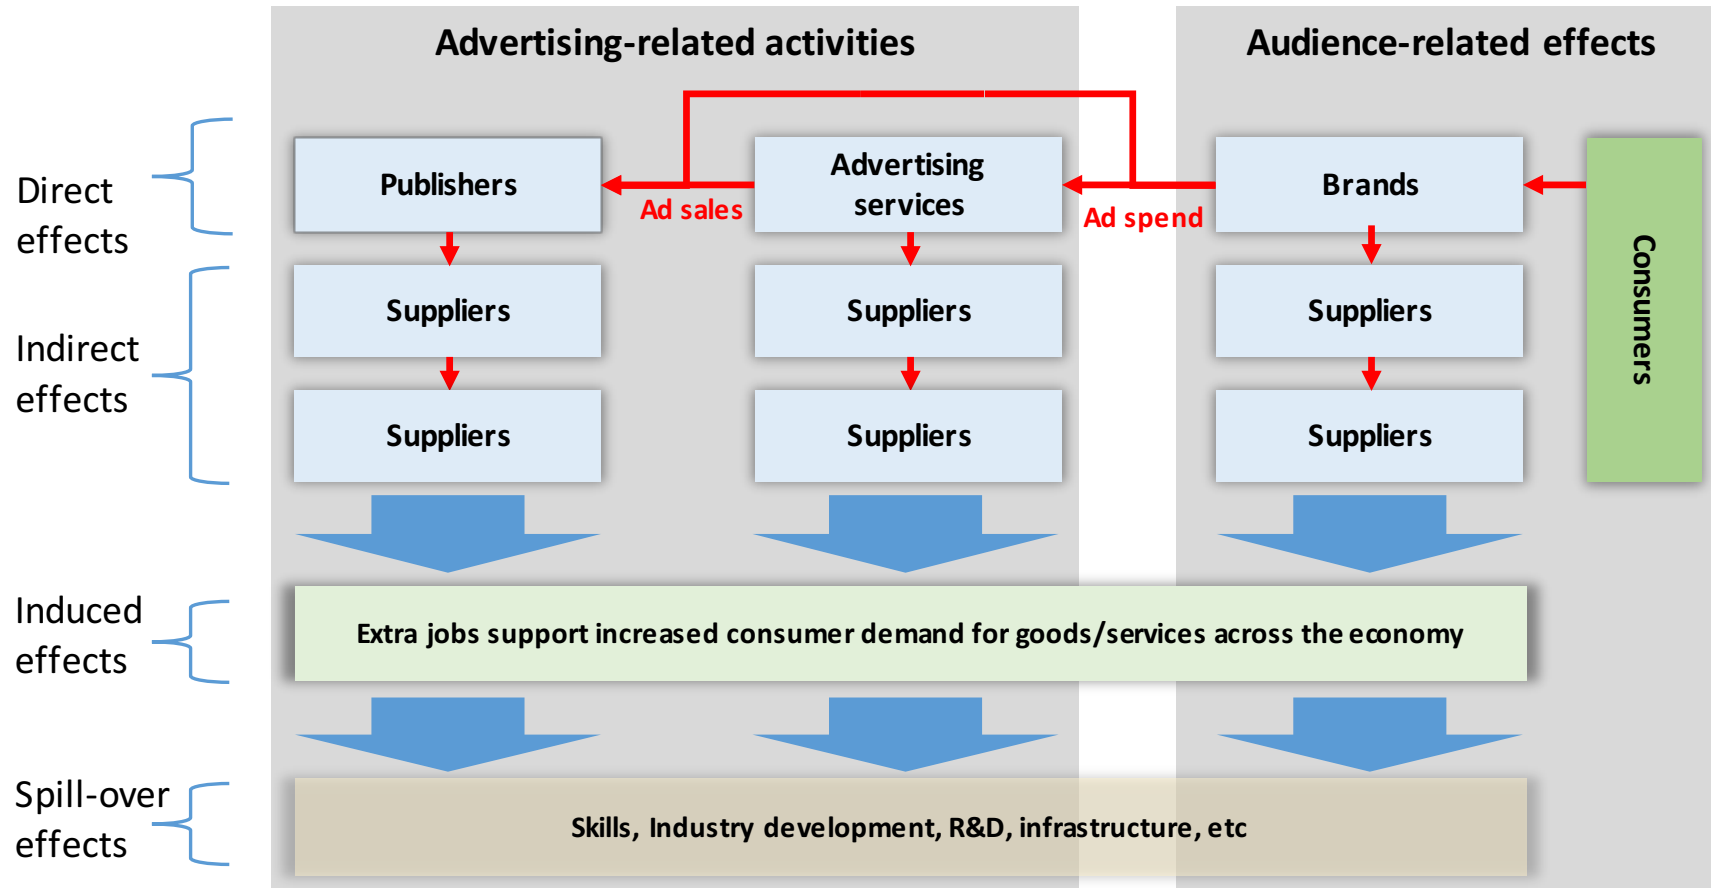 Advertising-related activities
Audience-related effects
Direct
effects
Publishers
Ad sales
Advertising
services
Ad spend
Brands
Consumers
Indirect
effects
Suppliers
Suppliers
Suppliers
Suppliers
Suppliers
Suppliers
Induced
effects
Extra jobs support increased consumer demand for goods/services across the economy
Spill-over
effects
Skills, Industry development, R&D, infrastructure, etc